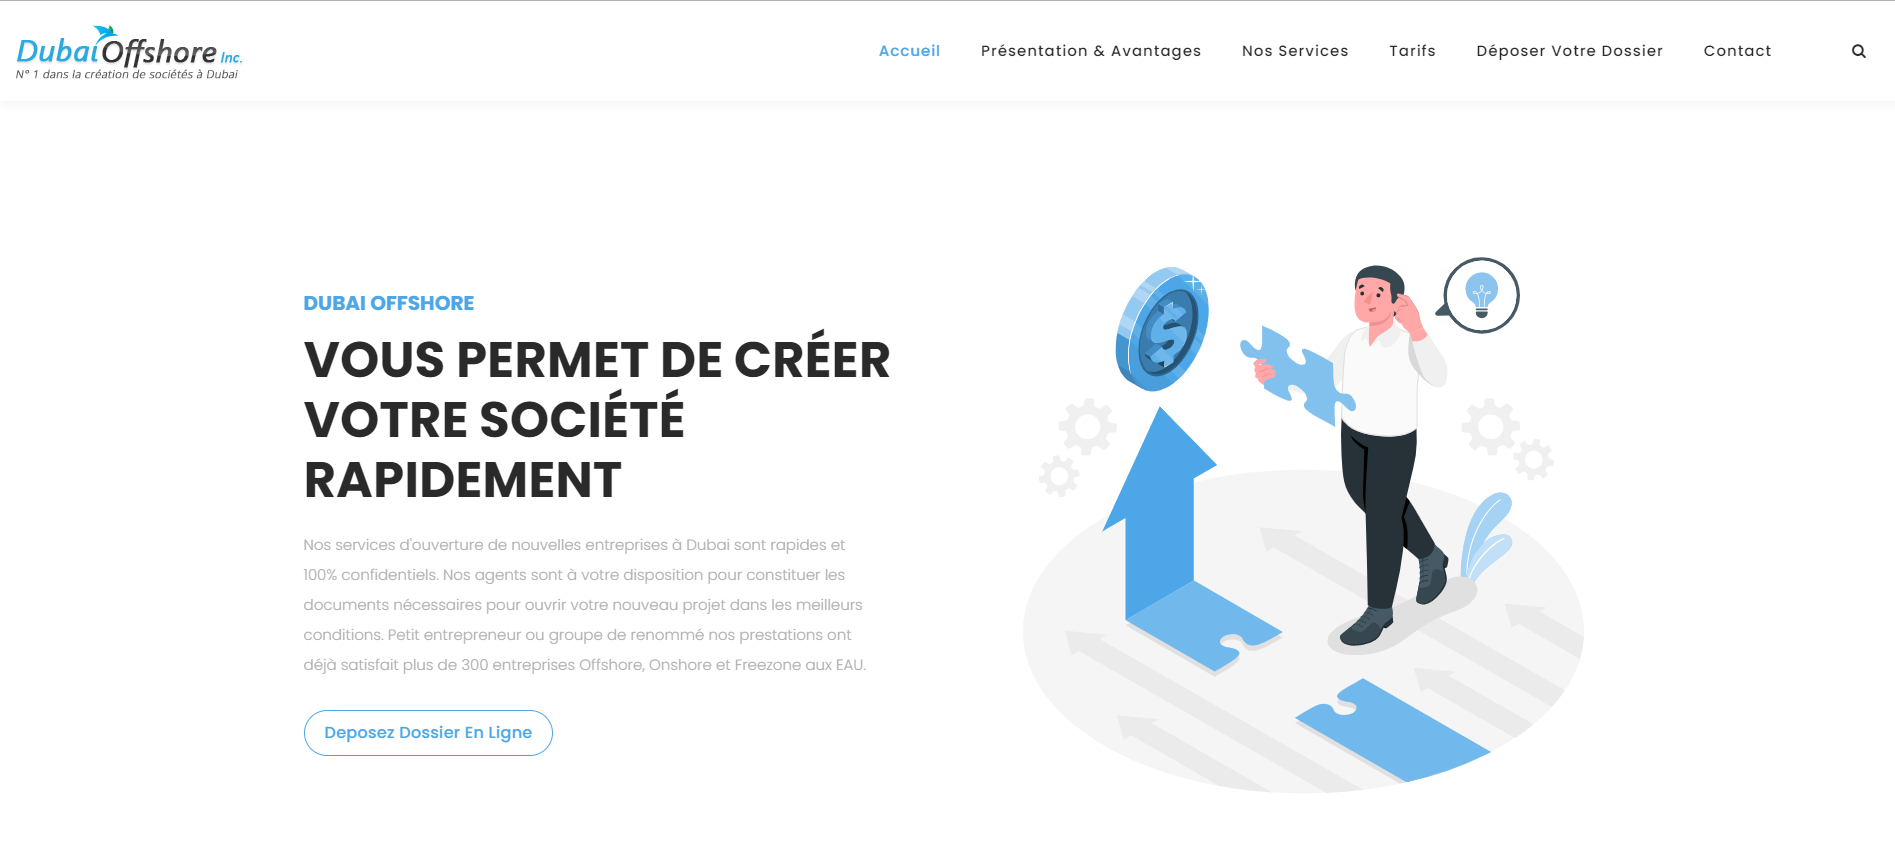 Dubai Offshore Inc.
N° 1 dans la création de sociétés à Dubai
Accueil Présentation & Avantages Nos Services Tarifs Déposer Votre Dossier Contact
DUBAI OFFSHORE
VOUS PERMET DE CRÉER
VOTRE SOCIÉTÉ
RAPIDEMENT
Nos services d'ouverture de nouvelles entreprises à Dubai sont rapides et
100% confidentiels. Nos agents sont à votre disposition pour constituer les
documents nécessaires pour ouvrir votre nouveau projet dans les meilleurs
conditions. Petit entrepreneur ou groupe de renommé nos prestations ont
déjà satisfait plus de 300 entreprises Offshore, Onshore et Freezone aux EAU.
Deposez Dossier En Ligne
$